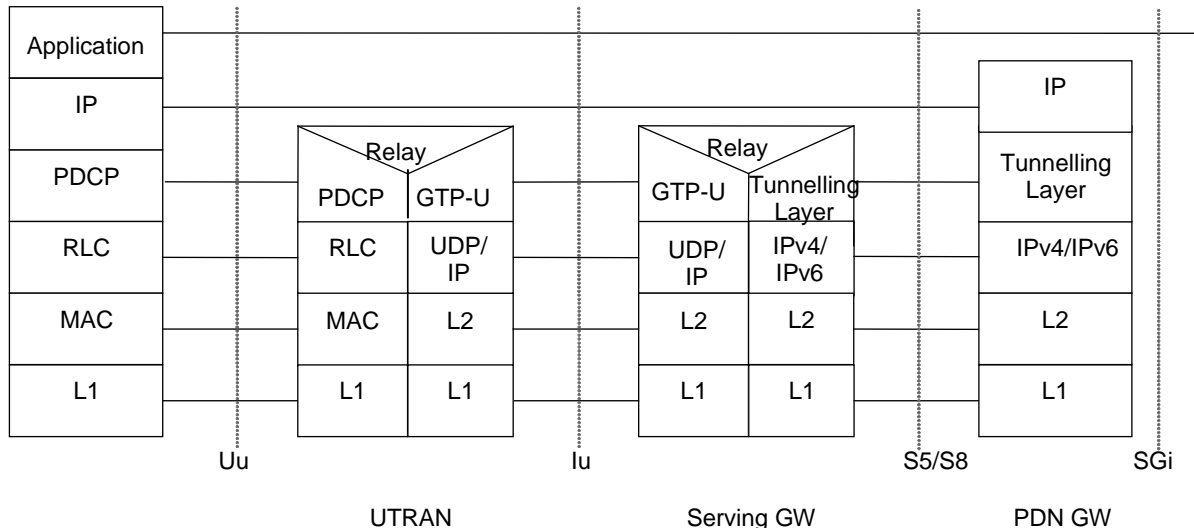 Application
IP
PDCP
RLC
MAC
L1
Relay
PDCP
GTP-U
RLC
UDP/
IP
MAC
L2
L1
L1
Relay
GTP-U
Tunnelling
Layer
UDP/
IP
IPv4/
IPv6
L2
L2
L1
L1
IP
Tunnelling
Layer
IPv4/IPv6
L2
L1
Uu
Iu
S5/S8
SGi
UTRAN
Serving GW
PDN GW